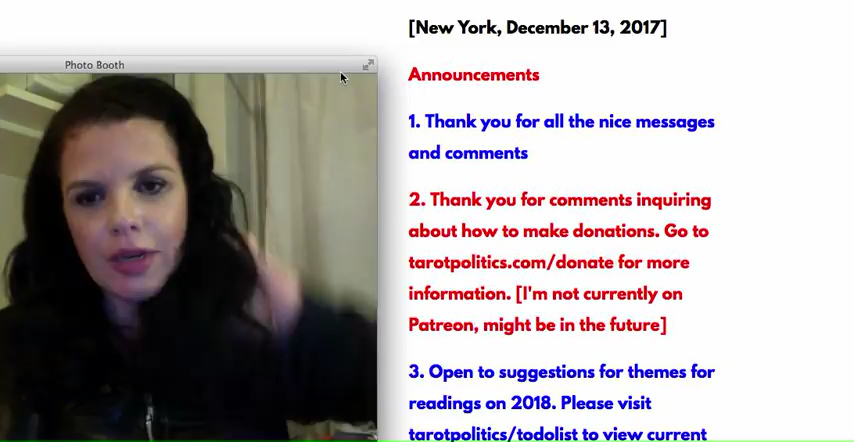 [New York, December 13, 2017]
Photo Booth
Announcements
1. Thank you for all the nice messages
and comments
2. Thank you for comments inquiring
about how to make donations. Go to
tarotpolitics.com/donate for more
information. [I'm not currently on
Patreon, might be in the future]
3. Open to suggestions for themes for
readings on 2018. Please visit
tarotpolitics/todolist to view current